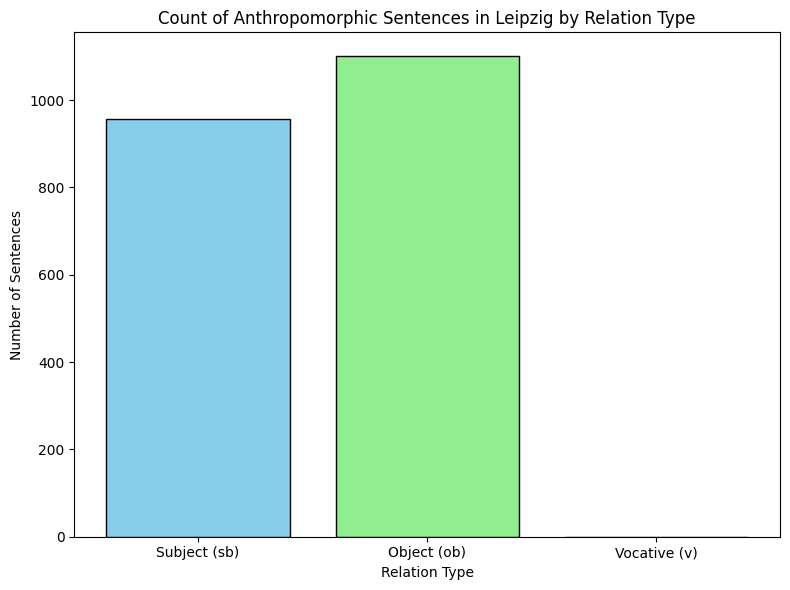 Count of Anthropomorphic Sentences in Leipzig by Relation Type
Number of Sentences
1000
800
600
400
200
0
Subject (sb)
Object (ob)
Vocative (v)
Relation Type